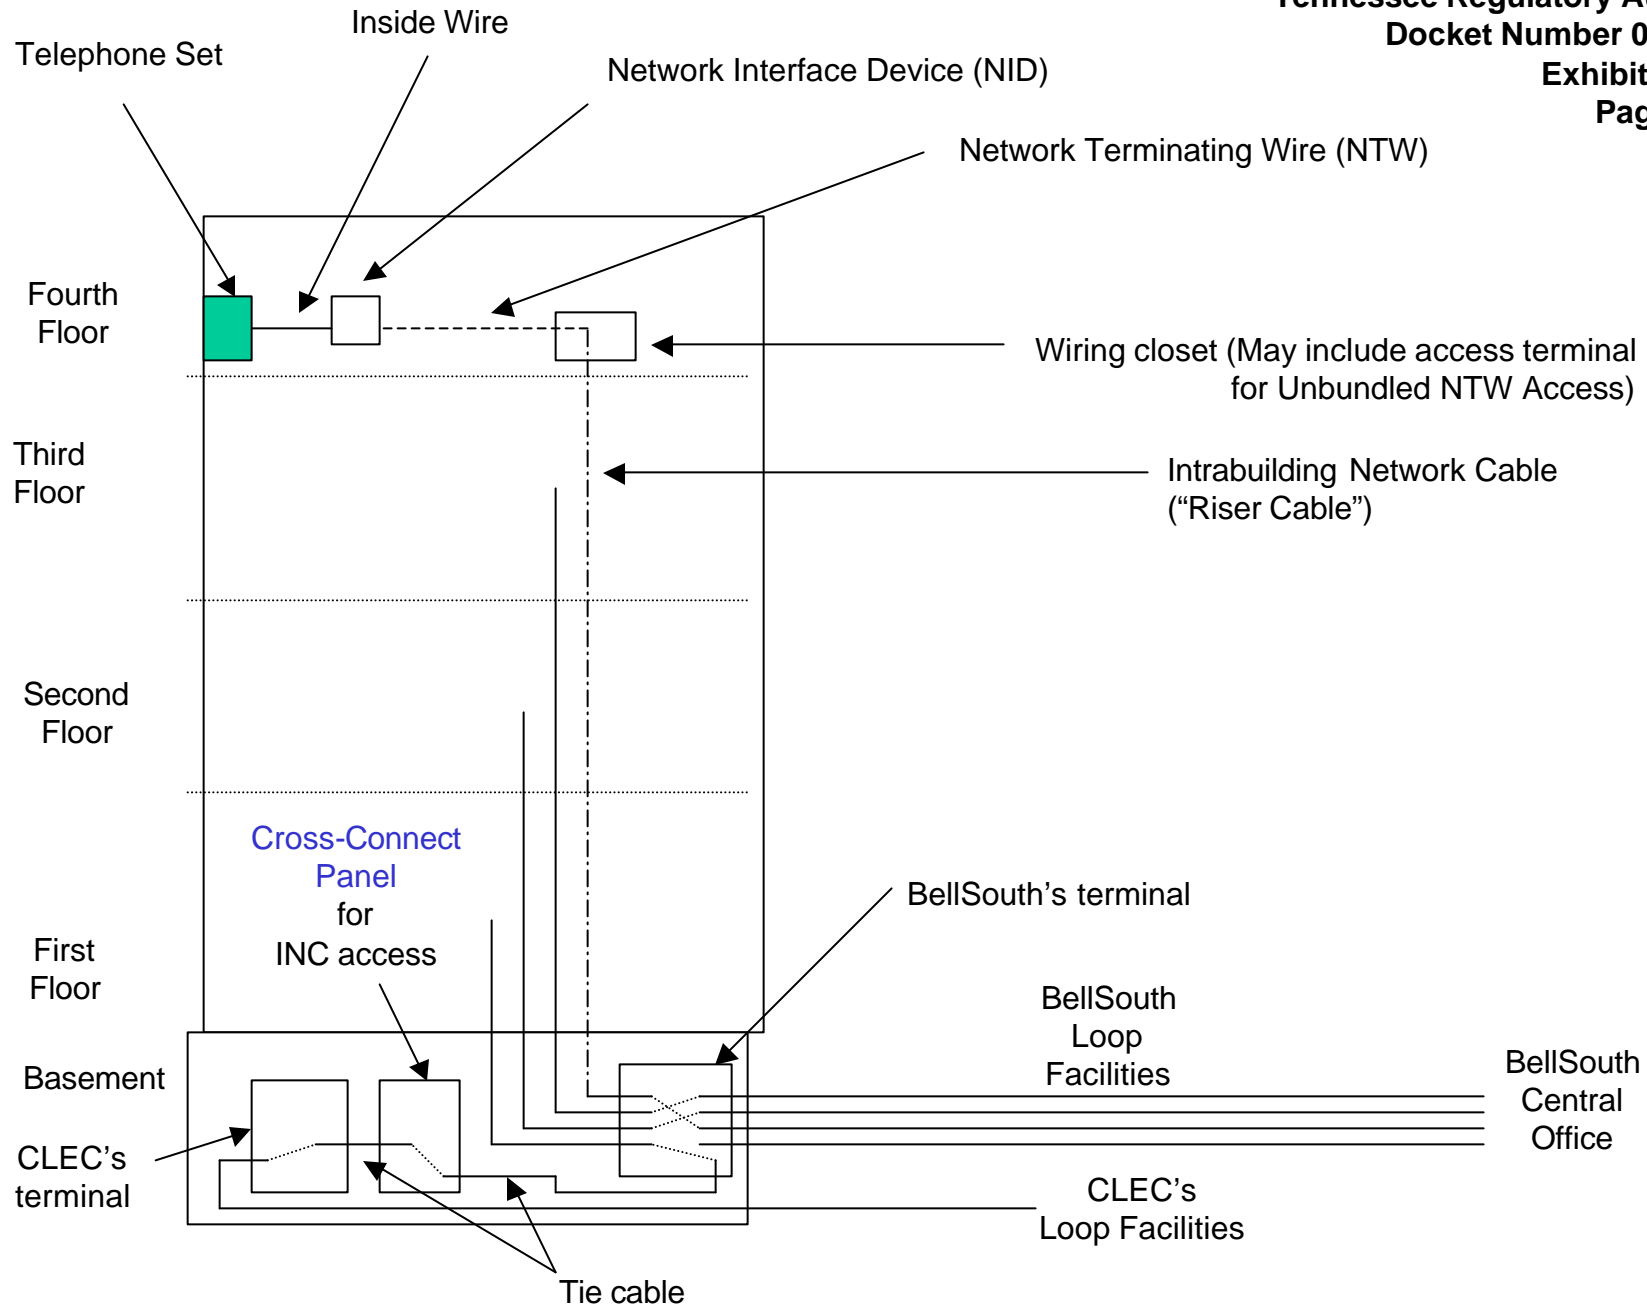 Tennessee Regulatory
Docket Number
Exhibit
Inside Wire
Telephone Set
Network Interface Device (NID)
Network Terminating Wire (NTW)
Fourth
Floor
Wiring closet (May include access terminal
for Unbundled NTW Access)
Third
Floor
Intrabuilding Network Cable
(“Riser Cable”)
Second
Floor
Cross-Connect
Panel
for
INC access
BellSouth’s terminal
First
Floor
BellSouth
Loop
Facilities
Basement
BellSouth
Central
Office
CLEC’s
terminal
CLEC’s
Loop Facilities
Tie cable